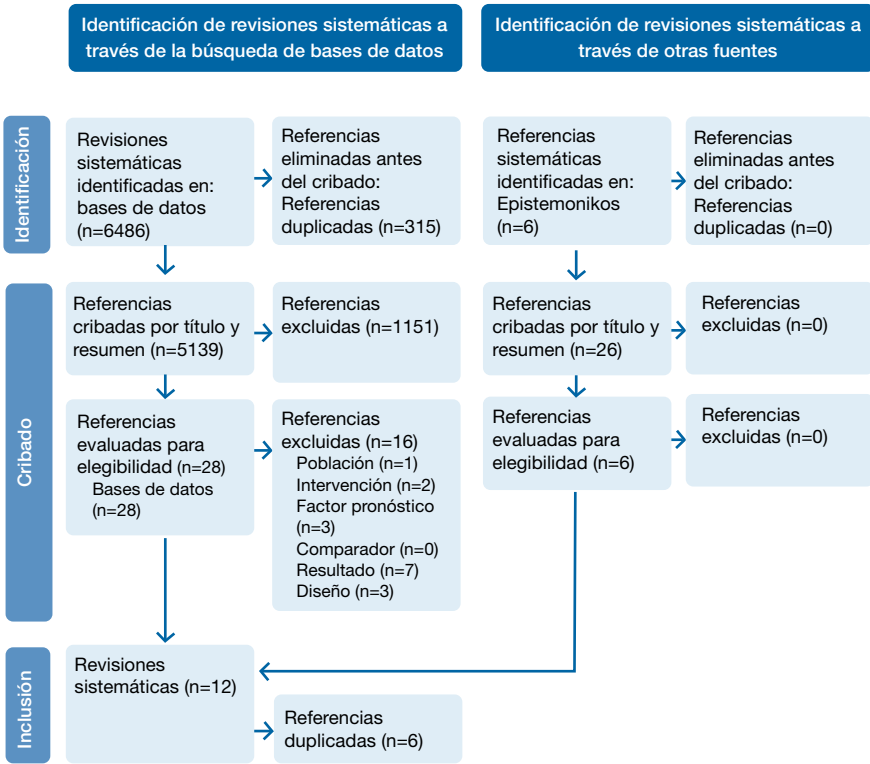 Identificación de revisiones sistemáticas a
través de la búsqueda de bases de datos
Identificación de revisiones sistemáticas a
través de otras fuentes
Identificación
Revisiones
sistemáticas
identificadas en:
bases de datos
(n=6486)
Referencias
eliminadas antes
del cribado:
Referencias
duplicadas (n=315)
Referencias
sistemáticas
identificadas en:
Epistemonikos
(n=6)
Referencias
eliminadas antes
del cribado:
Referencias
duplicadas (n=0)
Cribado
Referencias
cribadas por título y
resumen (n=5139)
Referencias
excluidas (n=1151)
Referencias
cribadas por título y
resumen (n=26)
Referencias
excluidas (n=0)
Referencias
evaluadas para
elegibilidad (n=28)
Bases de datos
(n=28)
Referencias
excluidas (n=16)
Población (n=1)
Intervención (n=2)
Factor pronóstico
(n=3)
Comparador (n=0)
Resultado (n=7)
Diseño (n=3)
Referencias
evaluadas para
elegibilidad (n=6)
Referencias
excluidas (n=0)
Inclusión
Revisiones
sistemáticas (n=12)
Referencias
duplicadas (n=6)